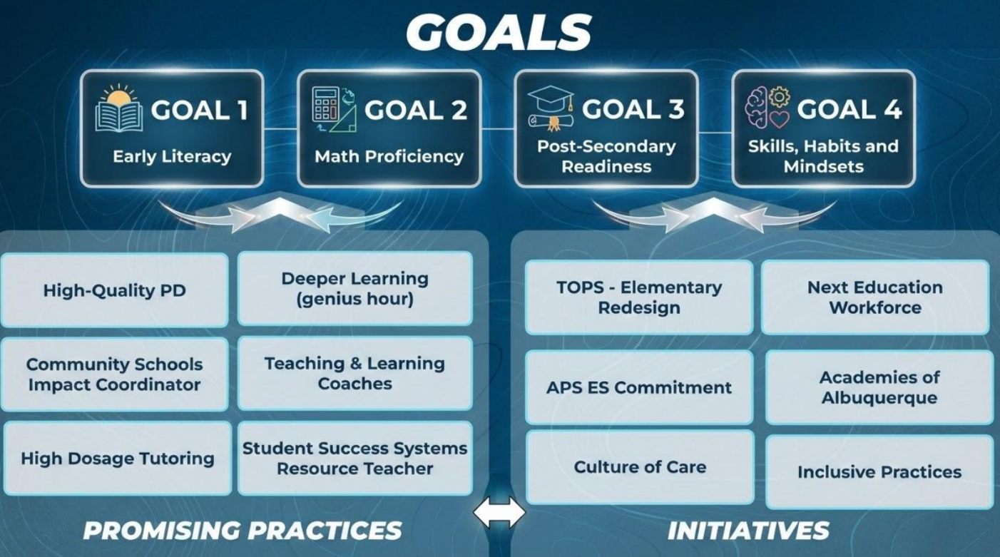 GOALS
GOAL 1
Early Literacy
GOAL 2
Math Proficiency
GOAL 3
Post-Secondary
Readiness
GOAL 4
Skills, Habits and
Mindsets
High-Quality PD
Deeper Learning
(genius hour)
Community Schools
Impact Coordinator
Teaching & Learning
Coaches
High Dosage Tutoring
Student Success Systems
Resource Teacher
PROMISING PRACTICES
TOPS - Elementary
Redesign
Next Education
Workforce
APS ES Commitment
Academies of
Albuquerque
Culture of Care
Inclusive Practices
INITIATIVES